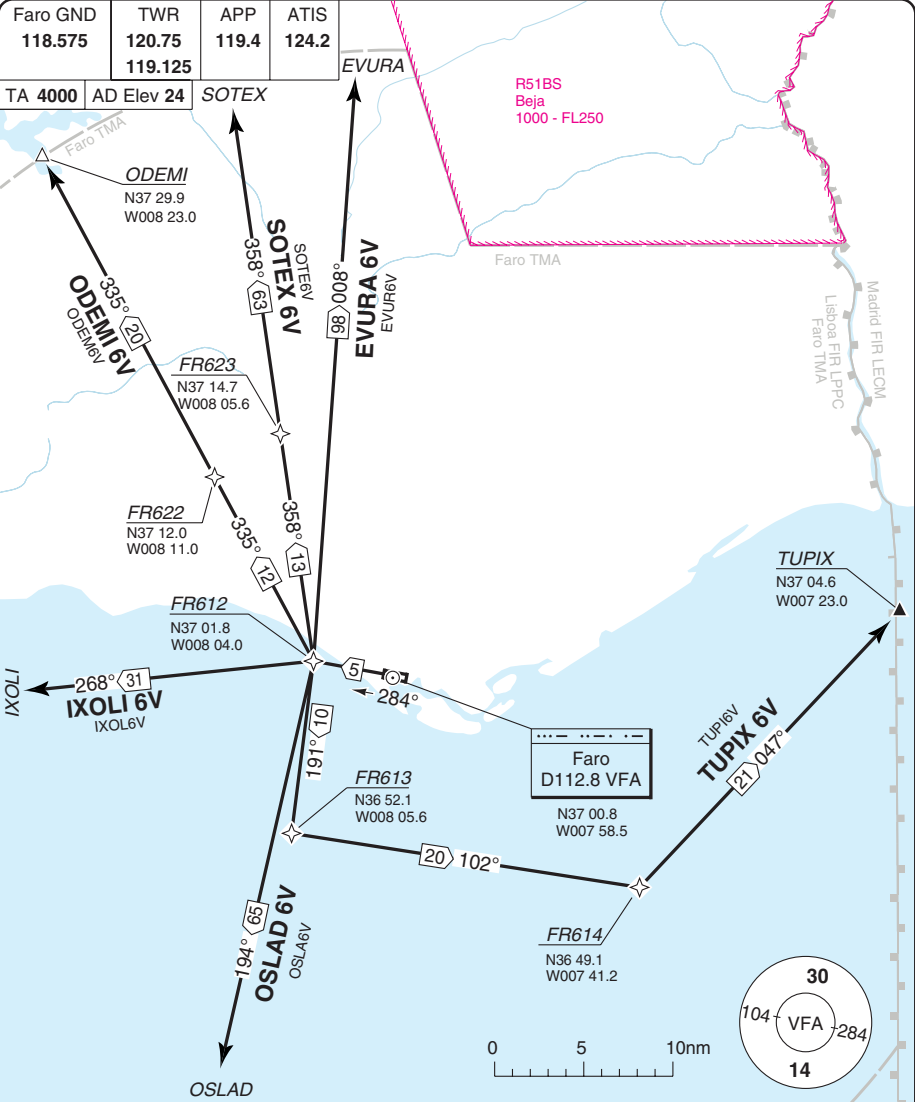 Faro GND
118.575
TWR
120.75
119.125
APP
119.4
ATIS
124.2
TA 4000
AD Elev 24
SOTEX
EVURA
R51BS
Beja
1000 - FL250
Faro TMA
ODEMI
N37 29.9
W008 23.0
Faro TMA
335°
20
ODEMI 6V
ODEM6V
358°
63
SOTEX 6V
SOTE6V
98
008°
EVURA 6V
EVUR6V
Madrid FIR LECM
Lisboa FIR LPPC
Faro TMA
FR623
N37 14.7
W008 05.6
FR622
N37 12.0
W008 11.0
335°
12
358°
13
FR612
N37 01.8
W008 04.0
TUPIX
N37 04.6
W007 23.0
IXOLI
268°
31
IXOLI 6V
IXOL6V
5
284°
191°
10
Faro
D112.8 VFA
N37 00.8
W007 58.5
TUPI6V
TUPIX 6V
21
047°
FR613
N36 52.1
W008 05.6
20
102°
FR614
N36 49.1
W007 41.2
194°
65
OSLAD 6V
OSLA6V
OSLAD
0
5
10nm
30
104
VFA
284
14